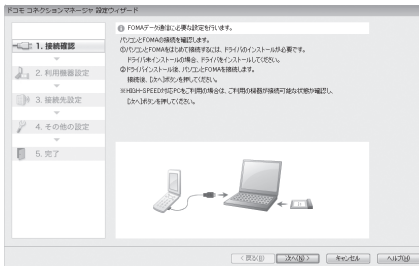 ドコモ コネクションマネージャ 設定ウィザード
FOMAデータ通信に必要な設定を行います。
1. 接続確認
2. 利用機器設定
3. 接続先設定
4. その他の設定
5. 完了
パソコンとFOMAの接続を確認します。
①パソコンとFOMAをはじめて接続するには、ドライバのインストールが必要です。
ドライバ未インストールの場合、ドライバをインストールしてください。
②ドライバインストール後、パソコンとFOMAを接続します。
接続後、[次へ]ボタンを押してください。
※HIGH-SPEED対応PCをご利用の場合は、ご利用の機器が接続可能な状態か確認し、
[次へ]ボタンを押してください。
< 戻る(B) 次へ(N) > キャンセル ヘルプ(H)